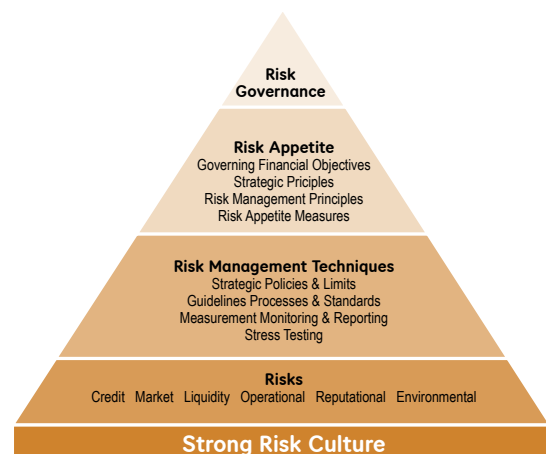 Risk
Governance
Risk Appetite
Governing Financial Objectives
Strategic Priciples
Risk Management Principles
Risk Appetite Measures
Risk Management Techniques
Strategic Policies & Limits
Guidelines Processes & Standards
Measurement Monitoring & Reporting
Stress Testing
Risks
Credit Market Liquidity Operational Reputational Environmental
Strong Risk Culture